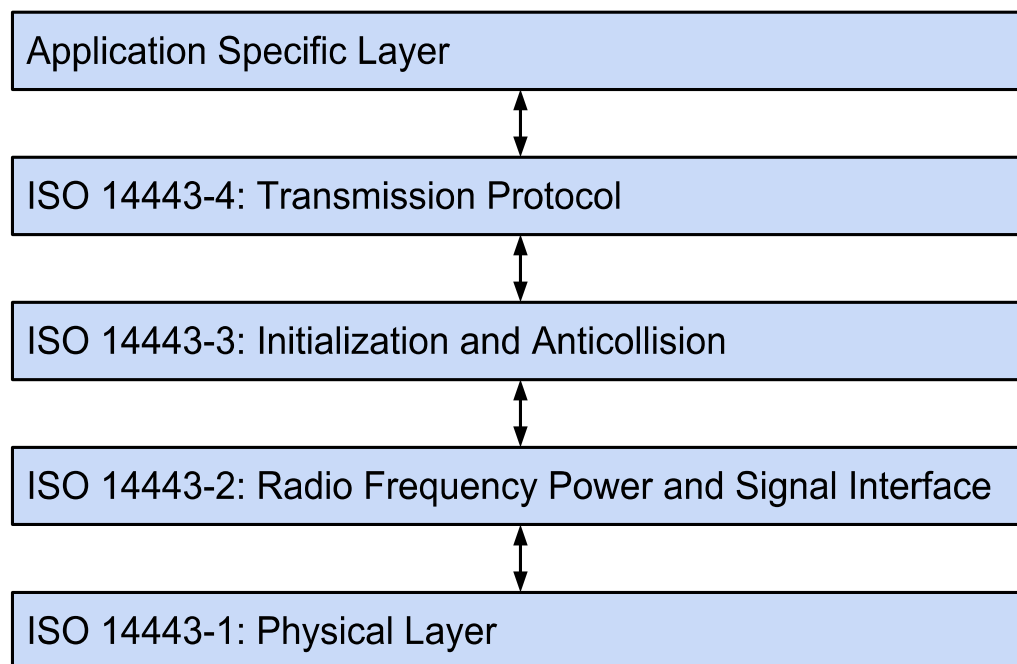 Application Specific Layer
ISO 14443-4: Transmission Protocol
ISO 14443-3: Initialization and Anticollision
ISO 14443-2: Radio Frequency Power and Signal Interface
ISO 14443-1: Physical Layer